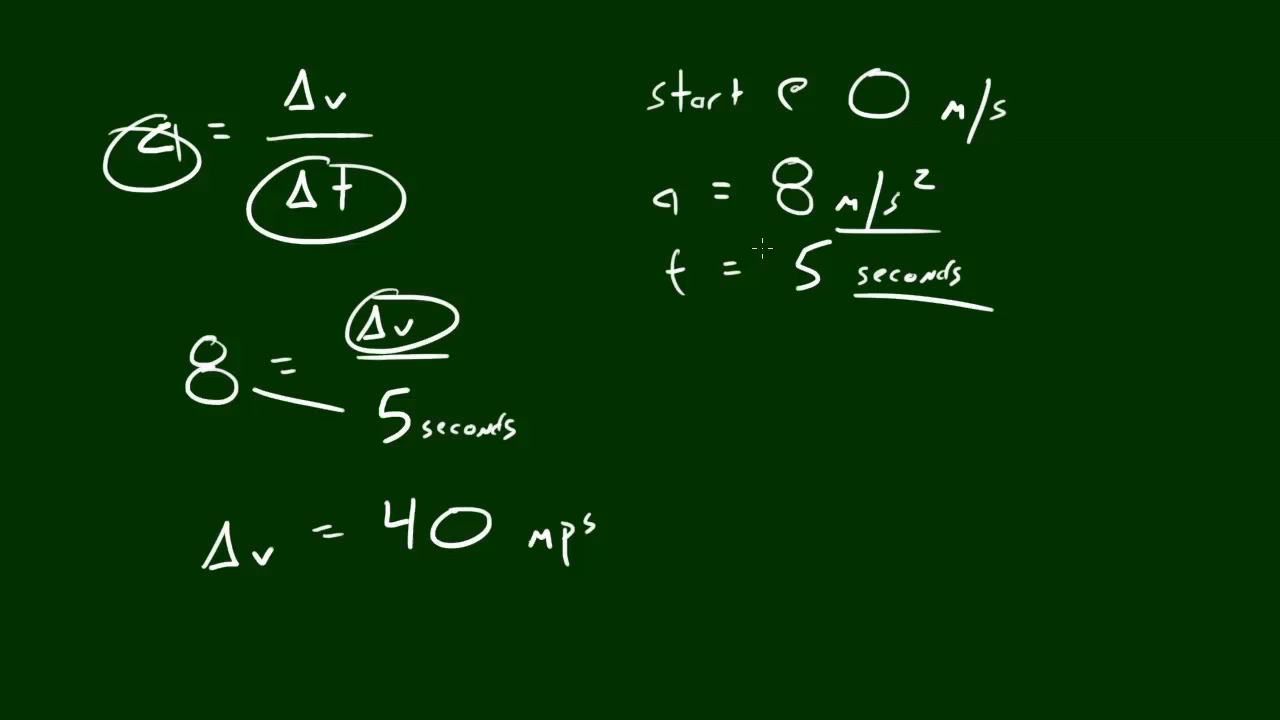 a = Δv / Δt
8 = Δv / 5 seconds
Δv = 40 mps
start @ 0 m/s
a = 8 m/s²
t = 5 seconds